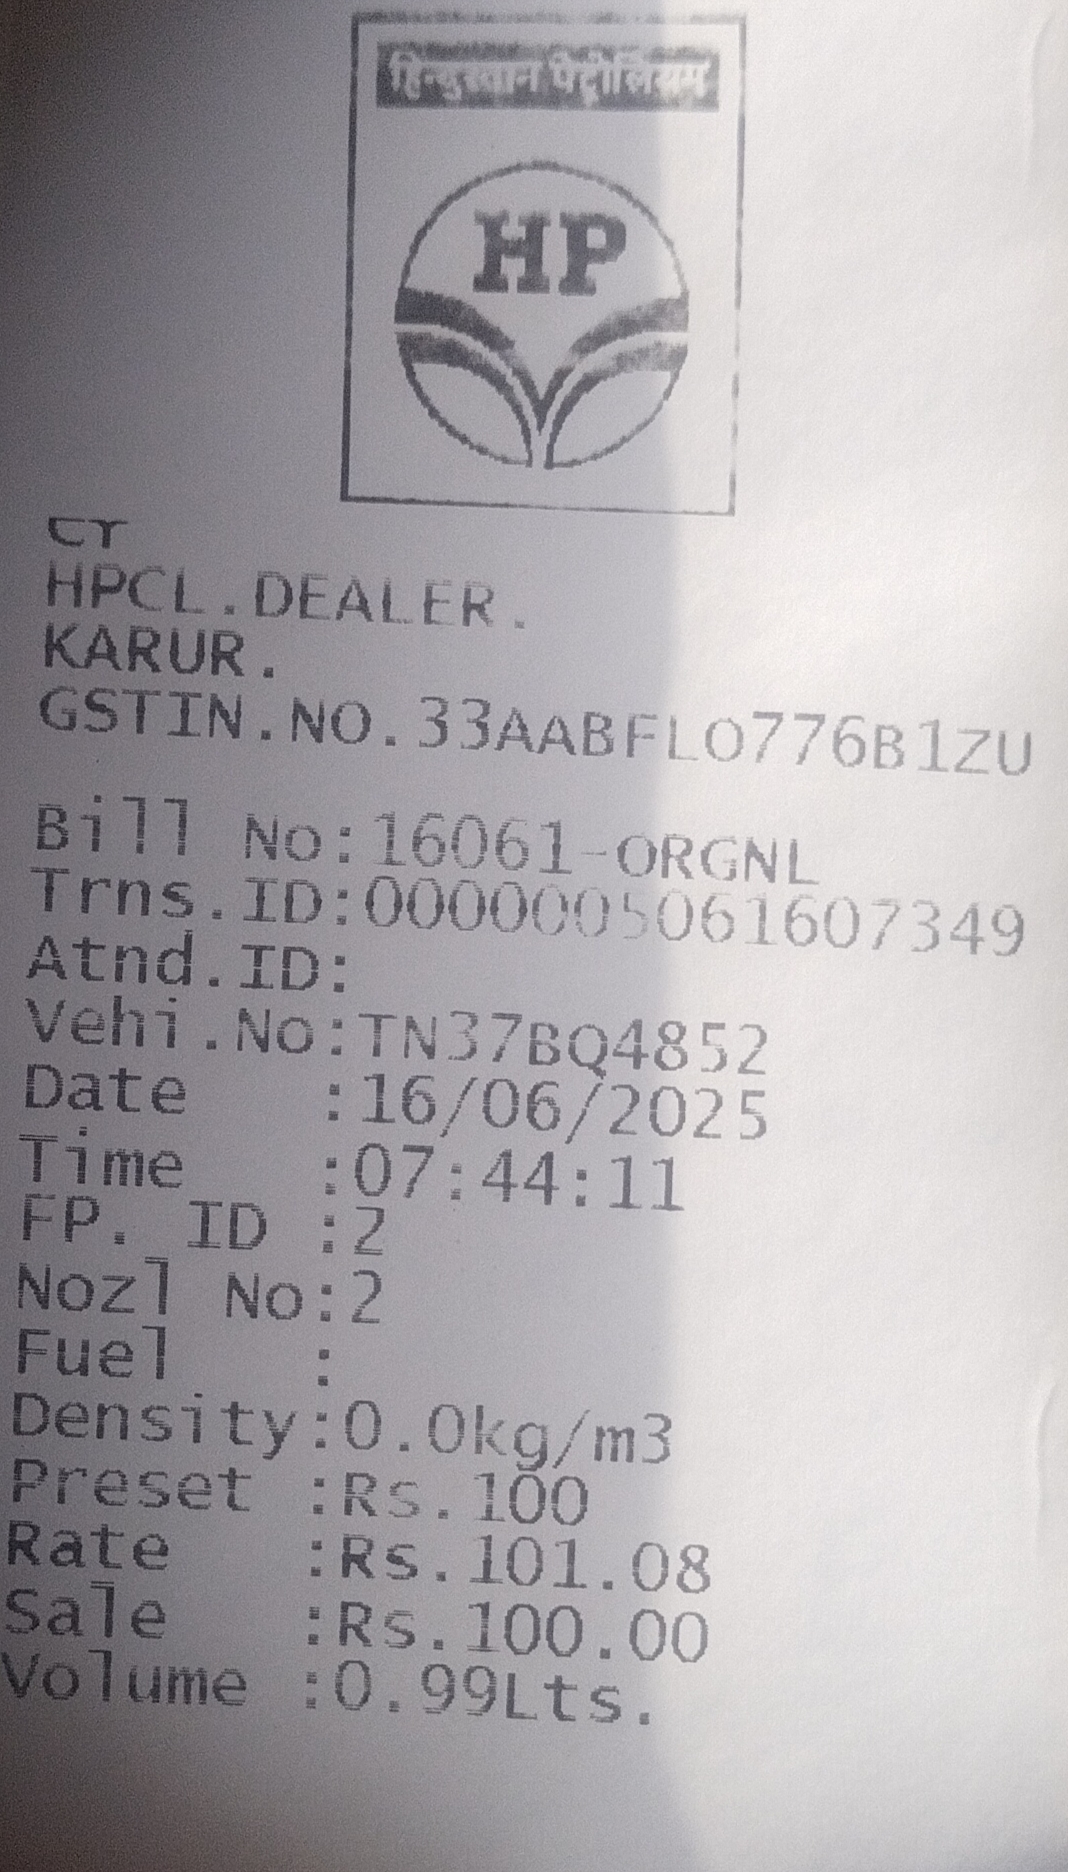 हिन्दुस्तान पेट्रोलियम
HP
CY
HPCL.DEALER.
KARUR.
GSTIN.NO.33AABFL0776B1ZU
Bill No:16061-ORGNL
Trns.ID:0000005061607349
Atnd.ID:
Vehi.No:TN37BQ4852
Date :16/06/2025
Time :07:44:11
FP. ID :2
Nozl No:2
Fuel :
Density:0.0kg/m3
Preset :Rs.100
Rate :Rs.101.08
Sale :Rs.100.00
Volume :0.99Lts.